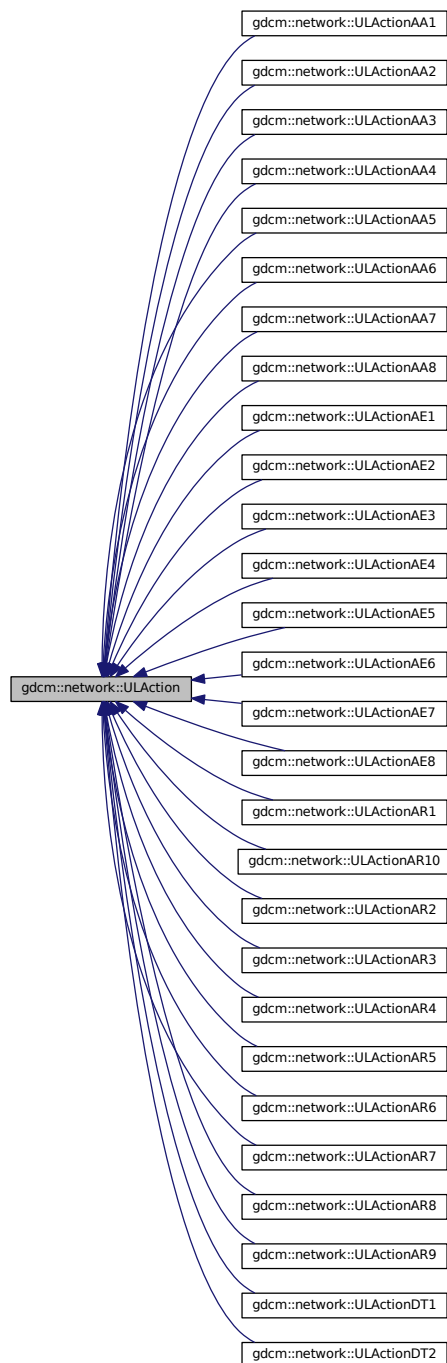 gdcm::network::ULActionAA1
gdcm::network::ULActionAA2
gdcm::network::ULActionAA3
gdcm::network::ULActionAA4
gdcm::network::ULActionAA5
gdcm::network::ULActionAA6
gdcm::network::ULActionAA7
gdcm::network::ULActionAA8
gdcm::network::ULActionAE1
gdcm::network::ULActionAE2
gdcm::network::ULActionAE3
gdcm::network::ULActionAE4
gdcm::network::ULActionAE5
gdcm::network::ULActionAE6
gdcm::network::ULAction
gdcm::network::ULActionAE7
gdcm::network::ULActionAE8
gdcm::network::ULActionAR1
gdcm::network::ULActionAR10
gdcm::network::ULActionAR2
gdcm::network::ULActionAR3
gdcm::network::ULActionAR4
gdcm::network::ULActionAR5
gdcm::network::ULActionAR6
gdcm::network::ULActionAR7
gdcm::network::ULActionAR8
gdcm::network::ULActionAR9
gdcm::network::ULActionDT1
gdcm::network::ULActionDT2